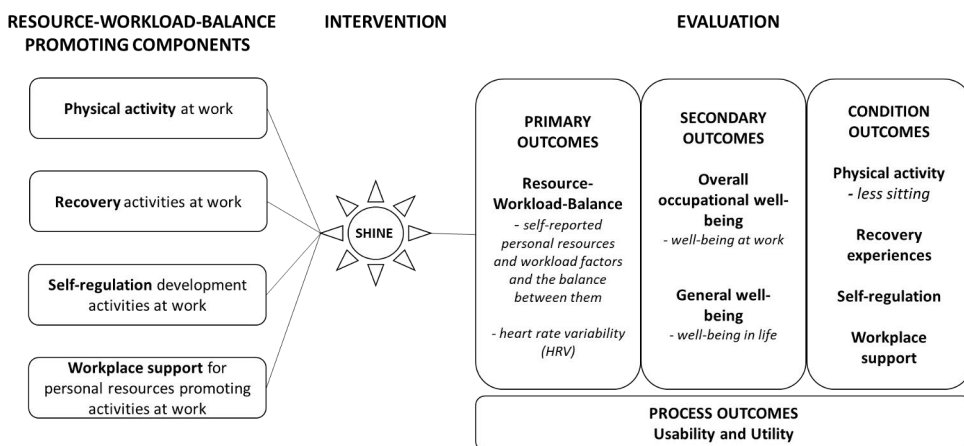 RESOURCE-WORKLOAD-BALANCE
PROMOTING COMPONENTS
INTERVENTION
EVALUATION
Physical activity at work
Recovery activities at work
Self-regulation development
activities at work
Workplace support for
personal resources promoting
activities at work
SHINE
PRIMARY
OUTCOMES
Resource-
Workload-Balance
- self-reported
personal resources
and workload factors
and the balance
between them
- heart rate variability
(HRV)
SECONDARY
OUTCOMES
Overall
occupational well-
being
- well-being at work
General well-
being
- well-being in life
CONDITION
OUTCOMES
Physical activity
- less sitting
Recovery
experiences
Self-regulation
Workplace
support
PROCESS OUTCOMES
Usability and Utility